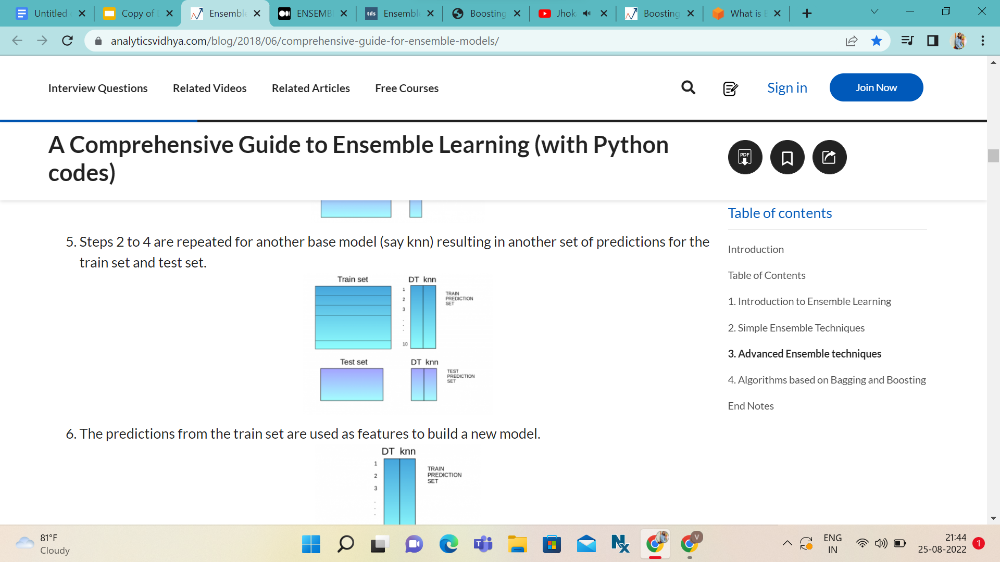 Untitled
Copy of
Ensemble
ENSEMB
tds
Ensembl
Boosting
Jhok
Boosting
What is
analyticsvidhya.com/blog/2018/06/comprehensive-guide-for-ensemble-models/
Interview Questions
Related Videos
Related Articles
Free Courses
Sign in
Join Now
A Comprehensive Guide to Ensemble Learning (with Python
codes)
PDF
Table of contents
Introduction
Table of Contents
1. Introduction to Ensemble Learning
2. Simple Ensemble Techniques
3. Advanced Ensemble techniques
4. Algorithms based on Bagging and Boosting
End Notes
5. Steps 2 to 4 are repeated for another base model (say knn) resulting in another set of predictions for the
train set and test set.
Train set
DT knn
1
2
3
.
.
.
10
TRAIN
PREDICTION
SET
Test set
DT knn
TEST
PREDICTION
SET
6. The predictions from the train set are used as features to build a new model.
DT knn
1
2
3
.
.
.
TRAIN
PREDICTION
SET
81°F
Cloudy
V
ENG
IN
21:44
25-08-2022
1